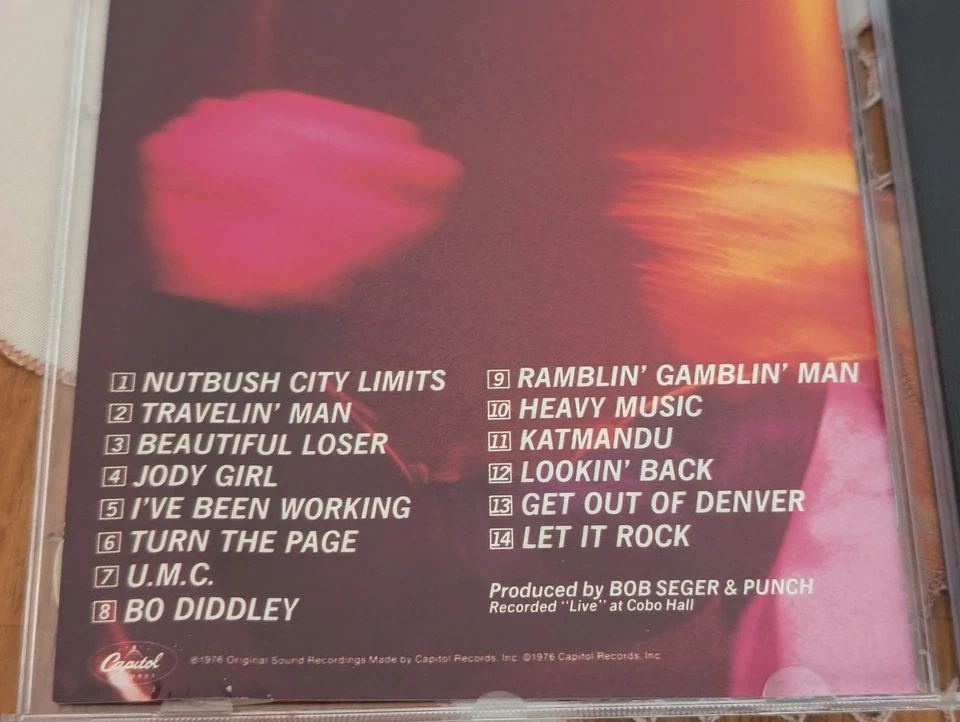 1 NUTBUSH CITY LIMITS
2 TRAVELIN' MAN
3 BEAUTIFUL LOSER
4 JODY GIRL
5 I'VE BEEN WORKING
6 TURN THE PAGE
7 U.M.C.
8 BO DIDDLEY
9 RAMBLIN' GAMBLIN' MAN
10 HEAVY MUSIC
11 KATMANDU
12 LOOKIN' BACK
13 GET OUT OF DENVER
14 LET IT ROCK
Produced by BOB SEGER & PUNCH
Recorded "Live" at Cobo Hall
Capitol
RECORDS
℗1976 Original Sound Recordings Made by Capitol Records, Inc. ©1976 Capitol Records, Inc.